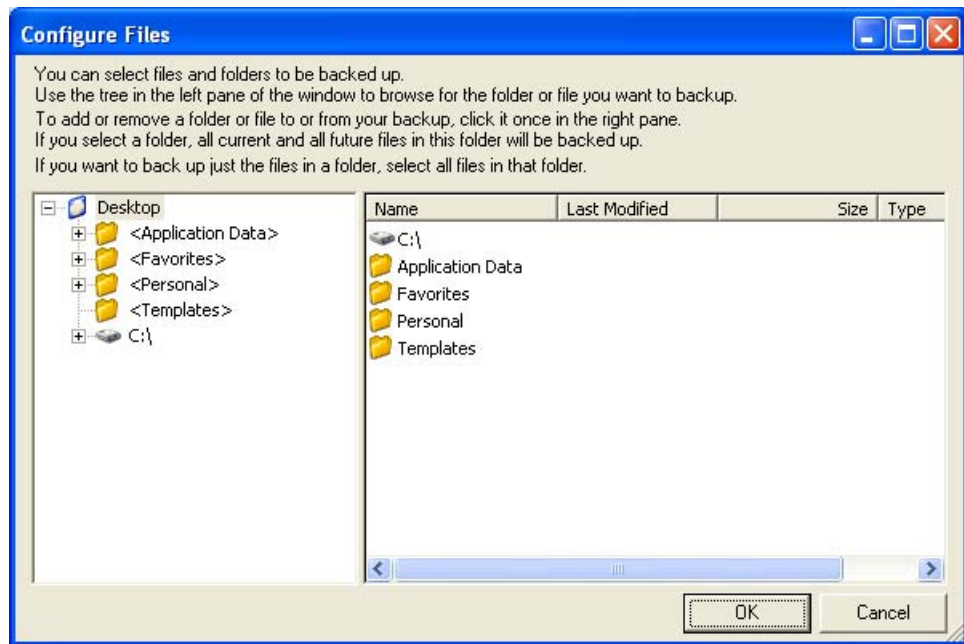 Configure Files
You can select files and folders to be backed up.
Use the tree in the left pane of the window to browse for the folder or file you want to backup.
To add or remove a folder or file to or from your backup, click it once in the right pane.
If you select a folder, all current and all future files in this folder will be backed up.
If you want to back up just the files in a folder, select all files in that folder.
Desktop
<Application Data>
<Favorites>
<Personal>
<Templates>
C:\
Name Last Modified Size Type
C:\
Application Data
Favorites
Personal
Templates
OK Cancel